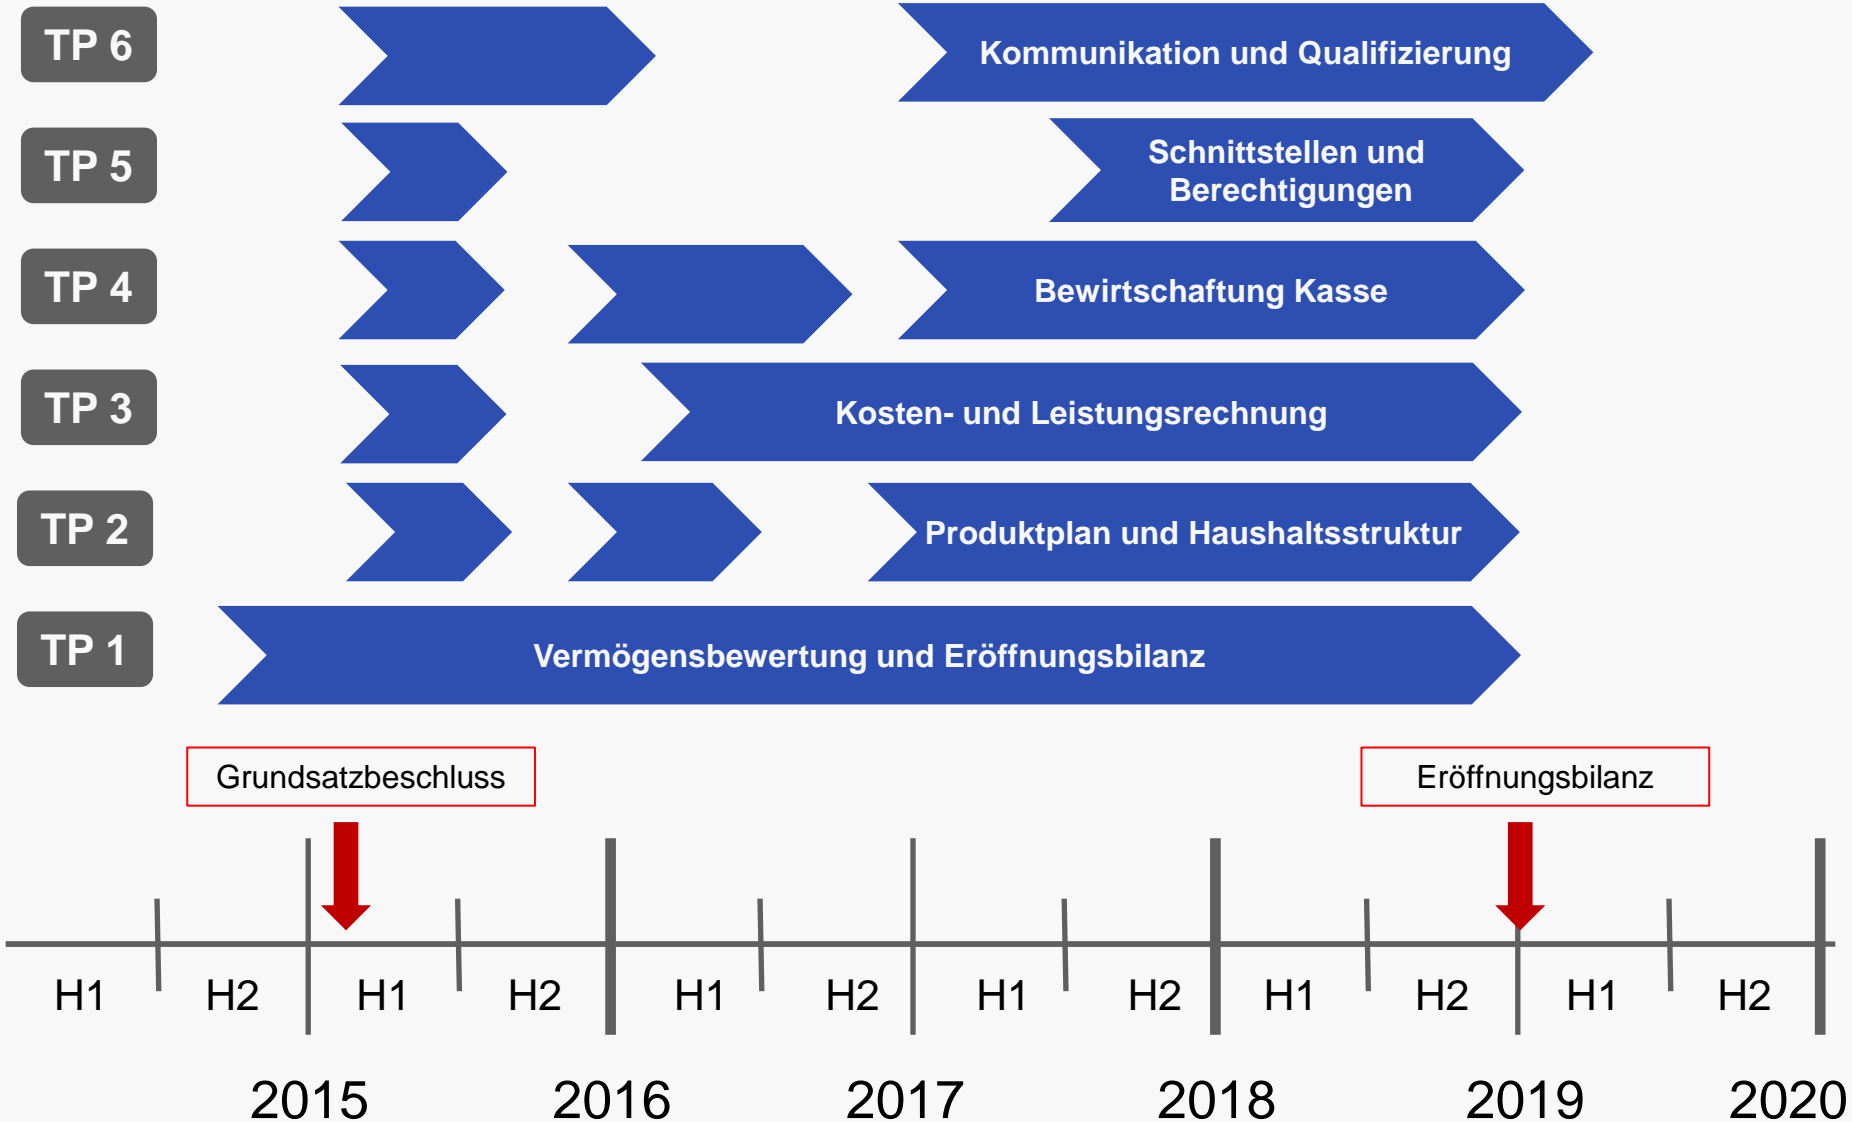 TP 6
Kommunikation und Qualifizierung
TP 5
Schnittstellen und
Berechtigungen
TP 4
Bewirtschaftung Kasse
TP 3
Kosten- und Leistungsrechnung
TP 2
Produktplan und Haushaltsstruktur
TP 1
Vermögensbewertung und Eröffnungsbilanz
Grundsatzbeschluss
Eröffnungsbilanz
H1 H2 H1 H2 H1 H2 H1 H2 H1 H2 H1 H2
2015 2016 2017 2018 2019 2020